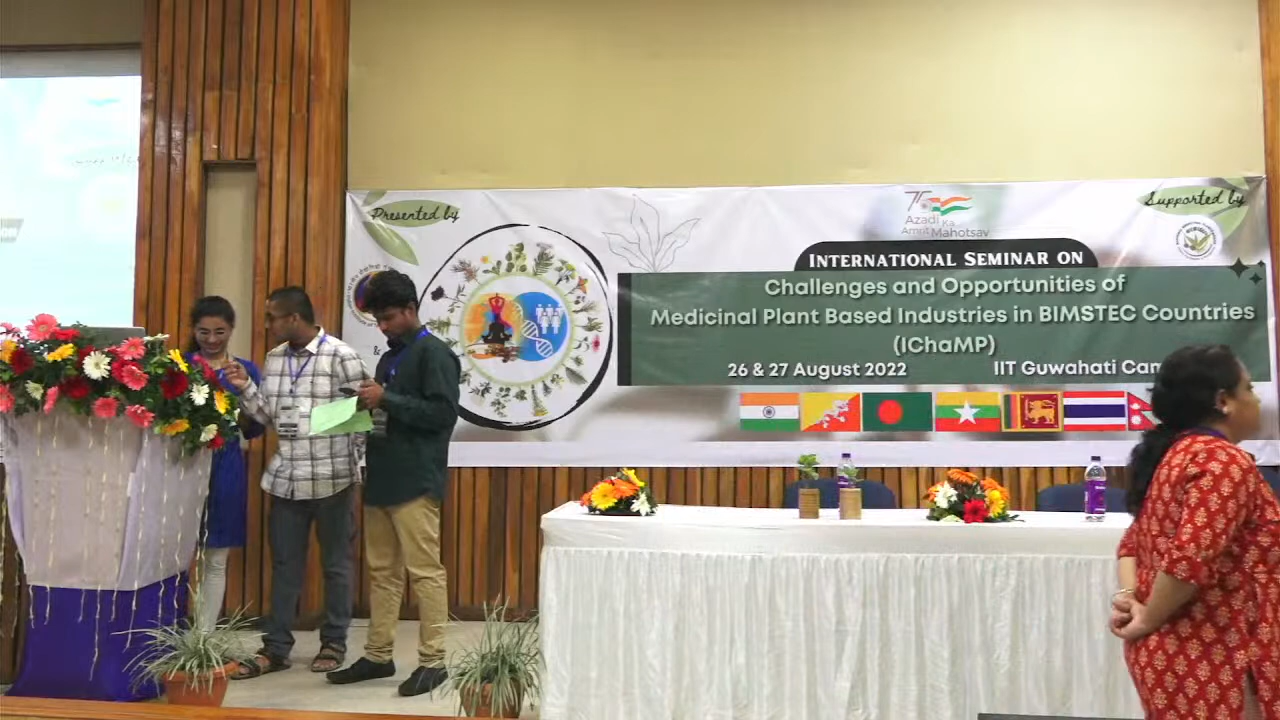 Presented by
75
Azadi Ka
Amrit Mahotsav
Supported by
INTERNATIONAL SEMINAR ON
Challenges and Opportunities of
Medicinal Plant Based Industries in BIMSTEC Countries
(IChaMP)
26 & 27 August 2022 IIT Guwahati Cam
&